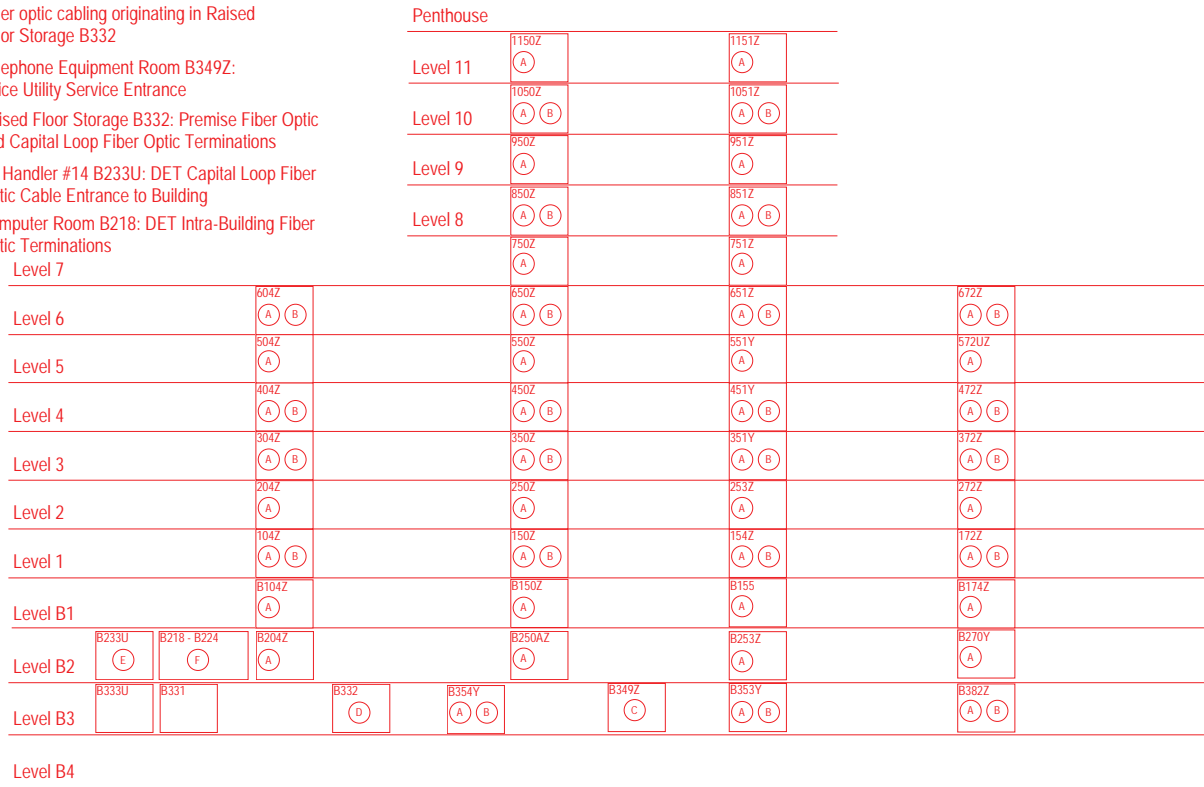 er optic cabling originating in Raised
or Storage B332
ephone Equipment Room B349Z:
ice Utility Service Entrance
ised Floor Storage B332: Premise Fiber Optic
d Capital Loop Fiber Optic Terminations
Handler #14 B233U: DET Capital Loop Fiber
tic Cable Entrance to Building
mputer Room B218: DET Intra-Building Fiber
tic Terminations
Penthouse
1150Z 1151Z
Level 11 A A
1050Z 1051Z
Level 10 A B A B
950Z 951Z
Level 9 A A
850Z 851Z
Level 8 A B A B
750Z 751Z
Level 7 A A
604Z 650Z 651Z 672Z
Level 6 A B A B A B A B
504Z 550Z 551Y 572UZ
Level 5 A A A A
404Z 450Z 451Y 472Z
Level 4 A B A B A B A B
304Z 350Z 351Y 372Z
Level 3 A B A B A B A B
204Z 250Z 253Z 272Z
Level 2 A A A A
104Z 150Z 154Z 172Z
Level 1 A B A B A B A B
B104Z B150Z B155 B174Z
Level B1 A A A A
B233U B218 - B224 B204Z B250AZ B253Z B270Y
Level B2 E F A A A A
B333U B331 B332 B354Y B349Z B353Y B382Z
Level B3 D A B C A B A B
Level B4